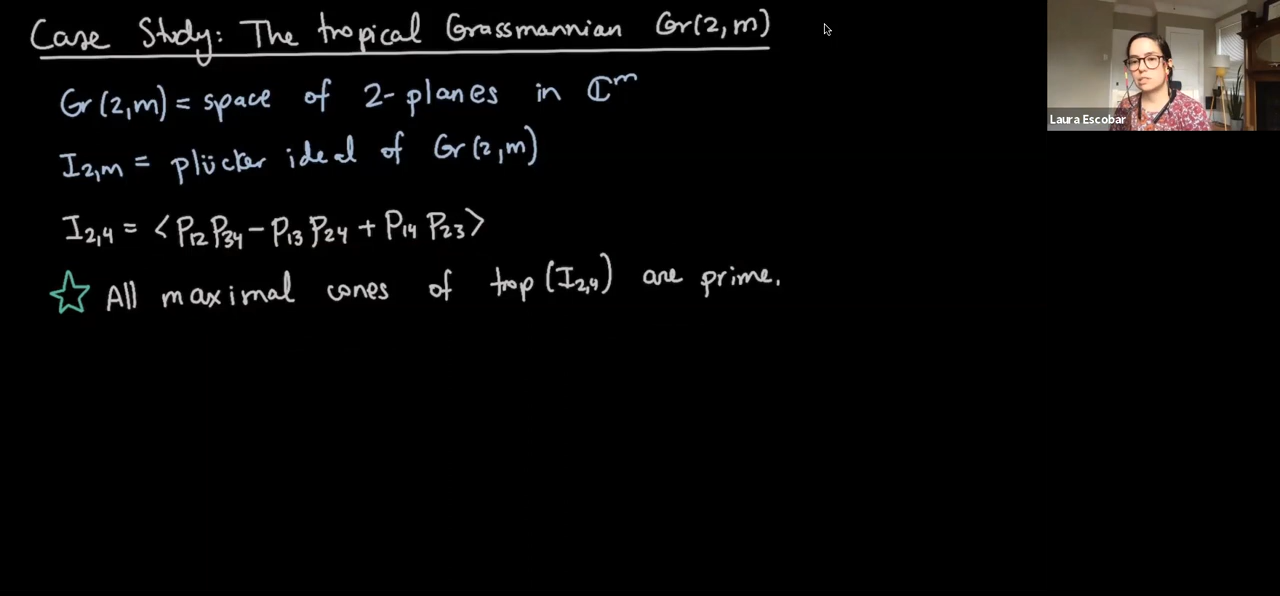 Case Study: The tropical Grassmannian Gr(2,m)
Gr(2,m) = space of 2-planes in ℂᵐ
I₂,ₘ = plücker ideal of Gr(2,m)
I₂,₄ = ⟨P₁₂P₃₄ - P₁₃P₂₄ + P₁₄P₂₃⟩
☆ All maximal cones of trop(I₂,₄) are prime.
Laura Escobar